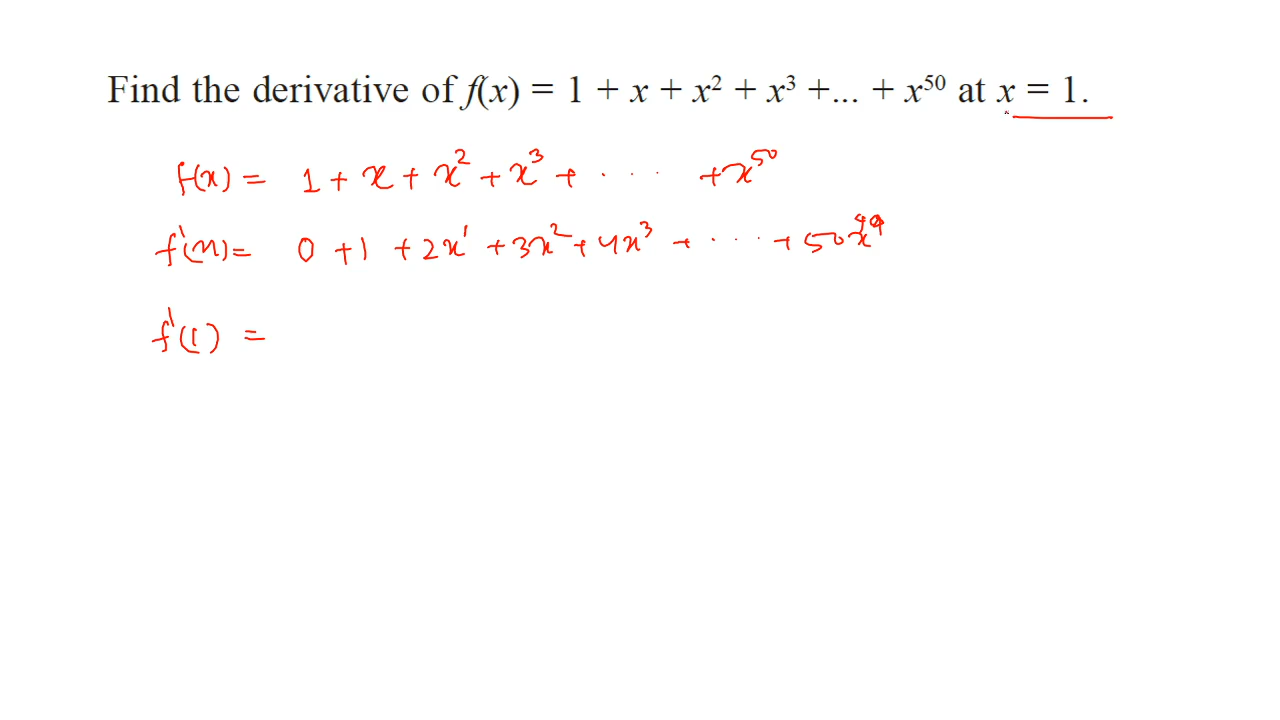 Find the derivative of f(x) = 1 + x + x² + x³ +... + x⁵⁰ at x = 1.
f(x) = 1 + x + x² + x³ + · · · · + x⁵⁰
f'(x) = 0 + 1 + 2x¹ + 3x² + 4x³ + · · · · + 50x⁴⁹
f'(1) =